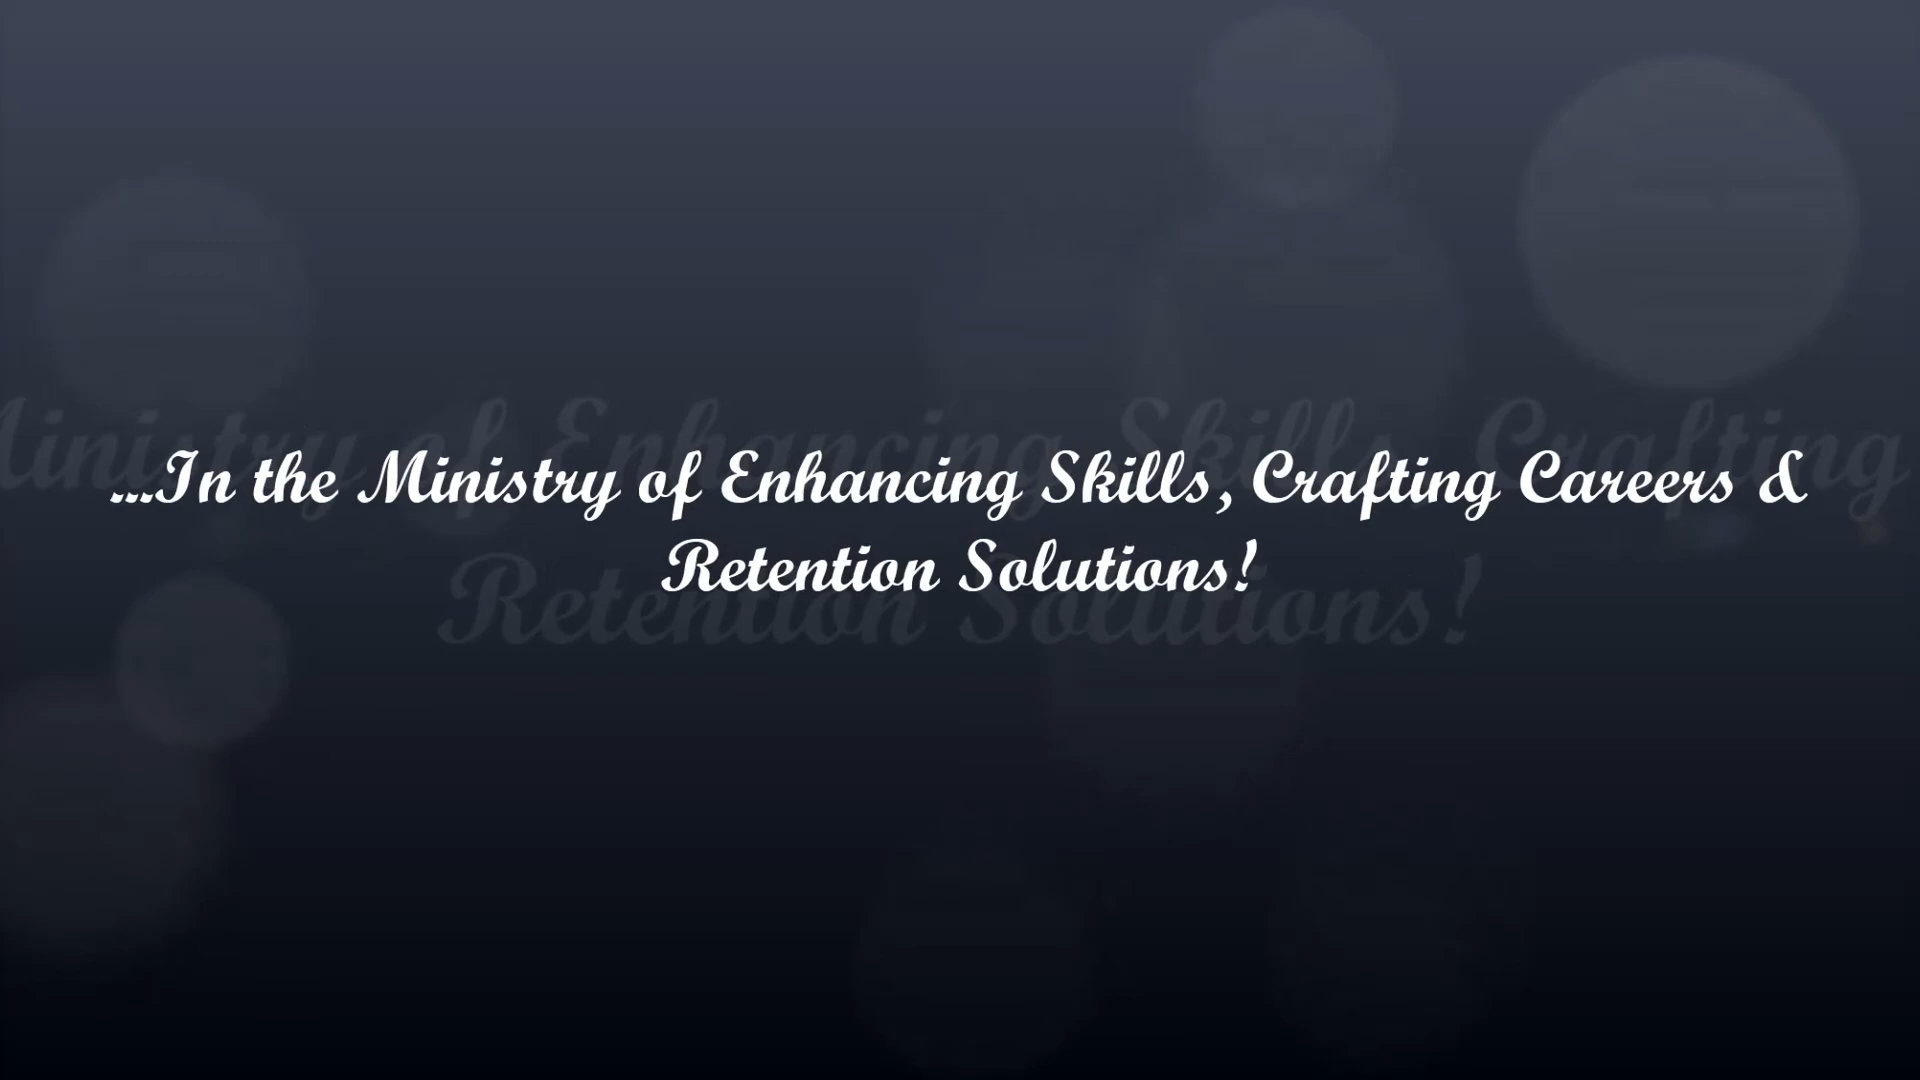 ...In the Ministry of Enhancing Skills, Crafting Careers &
Retention Solutions!